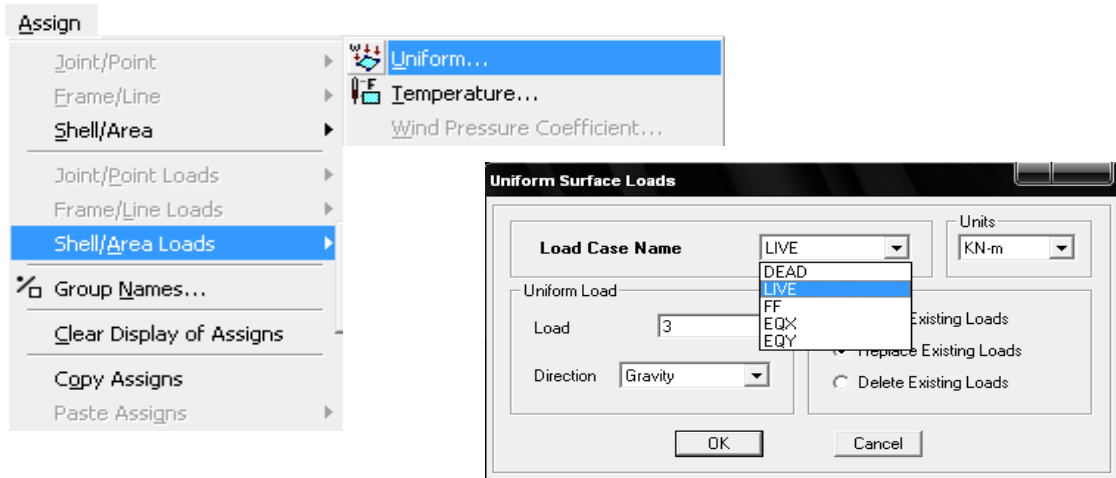 Assign
Joint/Point
Frame/Line
Shell/Area
Joint/Point Loads
Frame/Line Loads
Shell/Area Loads
Group Names...
Clear Display of Assigns
Copy Assigns
Paste Assigns
Uniform...
Temperature...
Wind Pressure Coefficient...
Uniform Surface Loads
Load Case Name LIVE
DEAD
LIVE
FF
EQX
EQY
Units
KN-m
Uniform Load
Load 3
Direction Gravity
Existing Loads
Replace Existing Loads
Delete Existing Loads
OK Cancel